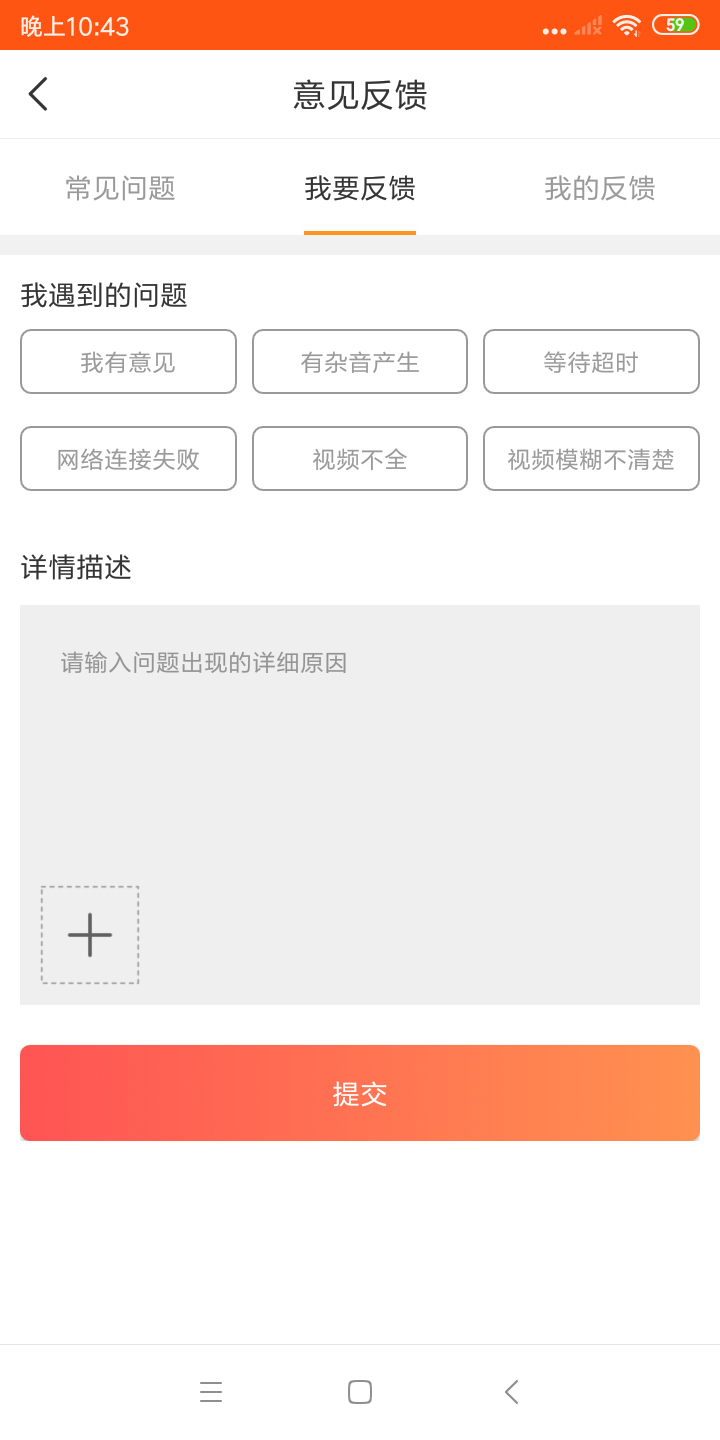 晚上10:43
59
意见反馈
常见问题 我要反馈 我的反馈
我遇到的问题
我有意见 有杂音产生 等待超时
网络连接失败 视频不全 视频模糊不清楚
详情描述
请输入问题出现的详细原因
提交